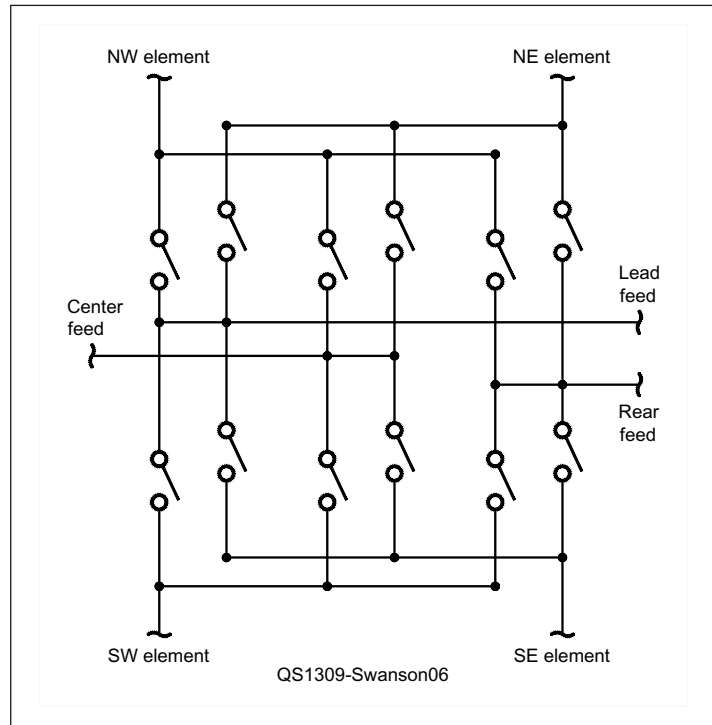 NW element
NE element
Lead
feed
Center
feed
Rear
feed
SW element
SE element
QS1309-Swanson06